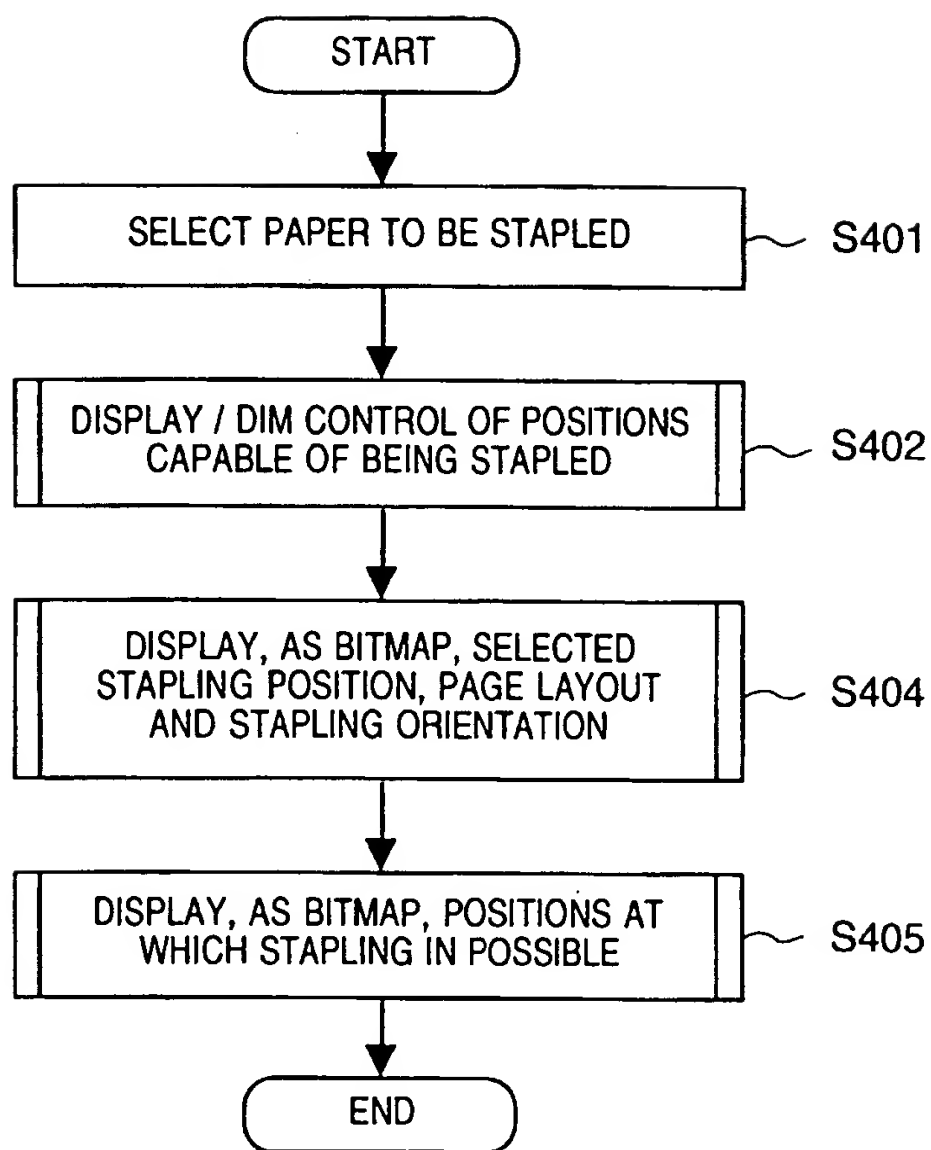 START
SELECT PAPER TO BE STAPLED
S401
DISPLAY / DIM CONTROL OF POSITIONS
CAPABLE OF BEING STAPLED
S402
DISPLAY, AS BITMAP, SELECTED
STAPLING POSITION, PAGE LAYOUT
AND STAPLING ORIENTATION
S404
DISPLAY, AS BITMAP, POSITIONS AT
WHICH STAPLING IN POSSIBLE
S405
END